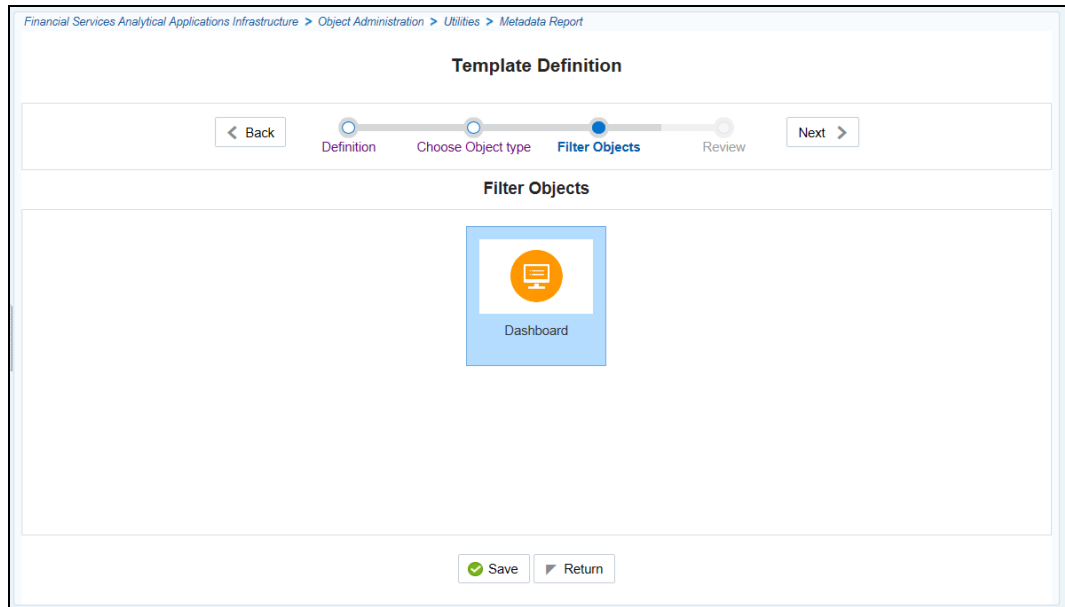 Financial Services Analytical Applications Infrastructure > Object Administration > Utilities > Metadata Report
Template Definition
Back
Definition
Choose Object type
Filter Objects
Review
Next
Filter Objects
Dashboard
Save
Return